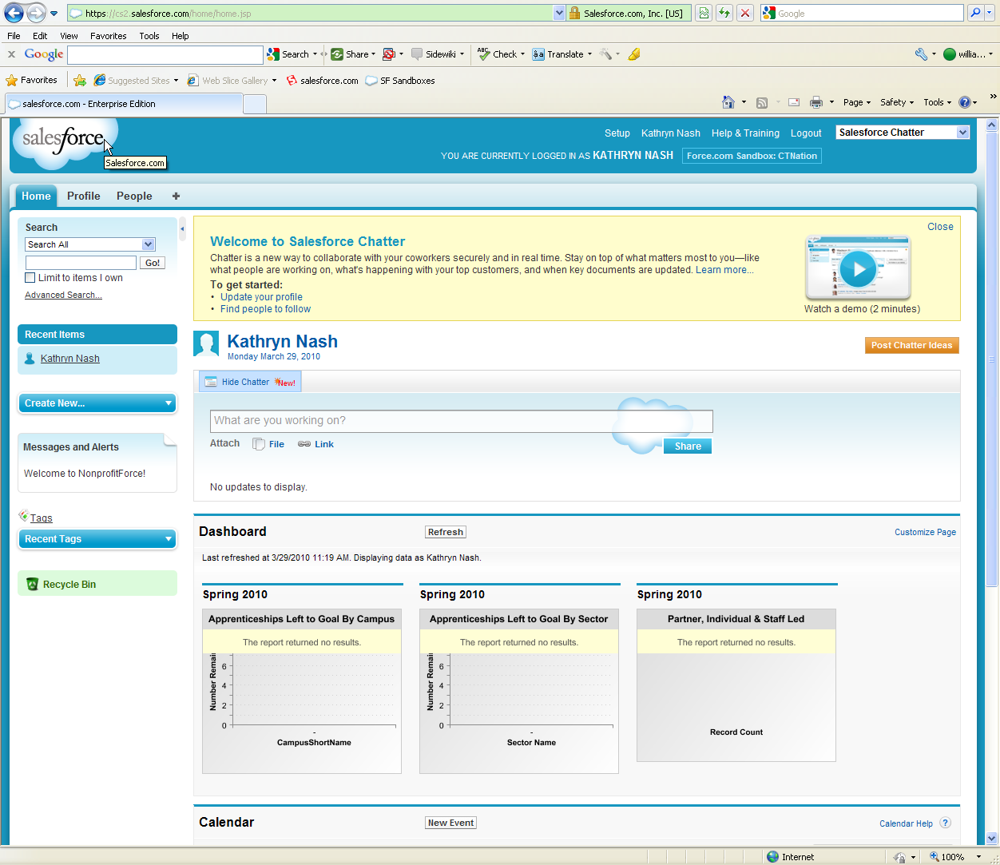 https://cs2.salesforce.com/home/home.jsp
Salesforce.com, Inc. [US]
Google
File Edit View Favorites Tools Help
x Google Search Share Sidewiki Check Translate willia...
Favorites Suggested Sites Web Slice Gallery salesforce.com SF Sandboxes
salesforce.com - Enterprise Edition
Page Safety Tools
salesforce
Salesforce.com
Setup Kathryn Nash Help & Training Logout Salesforce Chatter
YOU ARE CURRENTLY LOGGED IN AS KATHRYN NASH Force.com Sandbox: CTNation
Home Profile People +
Search
Search All
Go!
Limit to items I own
Advanced Search...
Recent Items
Kathryn Nash
Create New...
Messages and Alerts
Welcome to NonprofitForce!
Tags
Recent Tags
Recycle Bin
Close
Welcome to Salesforce Chatter
Chatter is a new way to collaborate with your coworkers securely and in real time. Stay on top of what matters most to you—like
what people are working on, what's happening with your top customers, and when key documents are updated. Learn more...
To get started:
• Update your profile
• Find people to follow
Watch a demo (2 minutes)
Kathryn Nash
Monday March 29, 2010
Post Chatter Ideas
Hide Chatter New!
What are you working on?
Attach File Link
Share
No updates to display.
Dashboard Refresh Customize Page
Last refreshed at 3/29/2010 11:19 AM. Displaying data as Kathryn Nash.
Spring 2010
Apprenticeships Left to Goal By Campus
The report returned no results.
Number Remai
6
4
2
0
-
CampusShortName
Spring 2010
Apprenticeships Left to Goal By Sector
The report returned no results.
Number Remai
6
4
2
0
-
Sector Name
Spring 2010
Partner, Individual & Staff Led
The report returned no results.
Record Count
Calendar New Event Calendar Help ?
Internet 100%